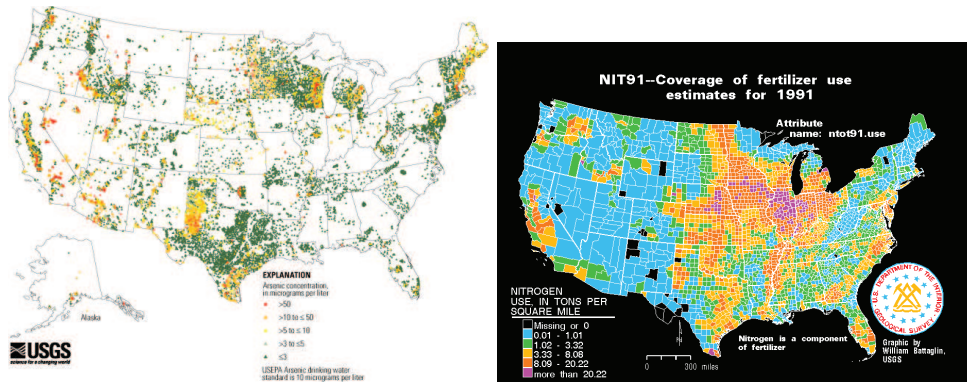 EXPLANATION
Arsenic concentration,
in micrograms per liter
>50
>10 to ≤ 50
>5 to ≤ 10
>3 to ≤5
≤3
USEPA Arsenic drinking water
standard is 10 micrograms per liter
Alaska
USGS
science for a changing world
NIT91--Coverage of fertilizer use
estimates for 1991
Attribute
name: ntot91.use
NITROGEN
USE, IN TONS PER
SQUARE MILE
Missing or 0
0.01 - 1.01
1.02 - 3.32
3.33 - 8.08
8.09 - 20.22
more than 20.22
0 300 miles
Nitrogen is a component
of fertilizer
U.S. DEPARTMENT OF THE INTERIOR
GEOLOGICAL SURVEY
Graphic by
William Battaglin,
USGS